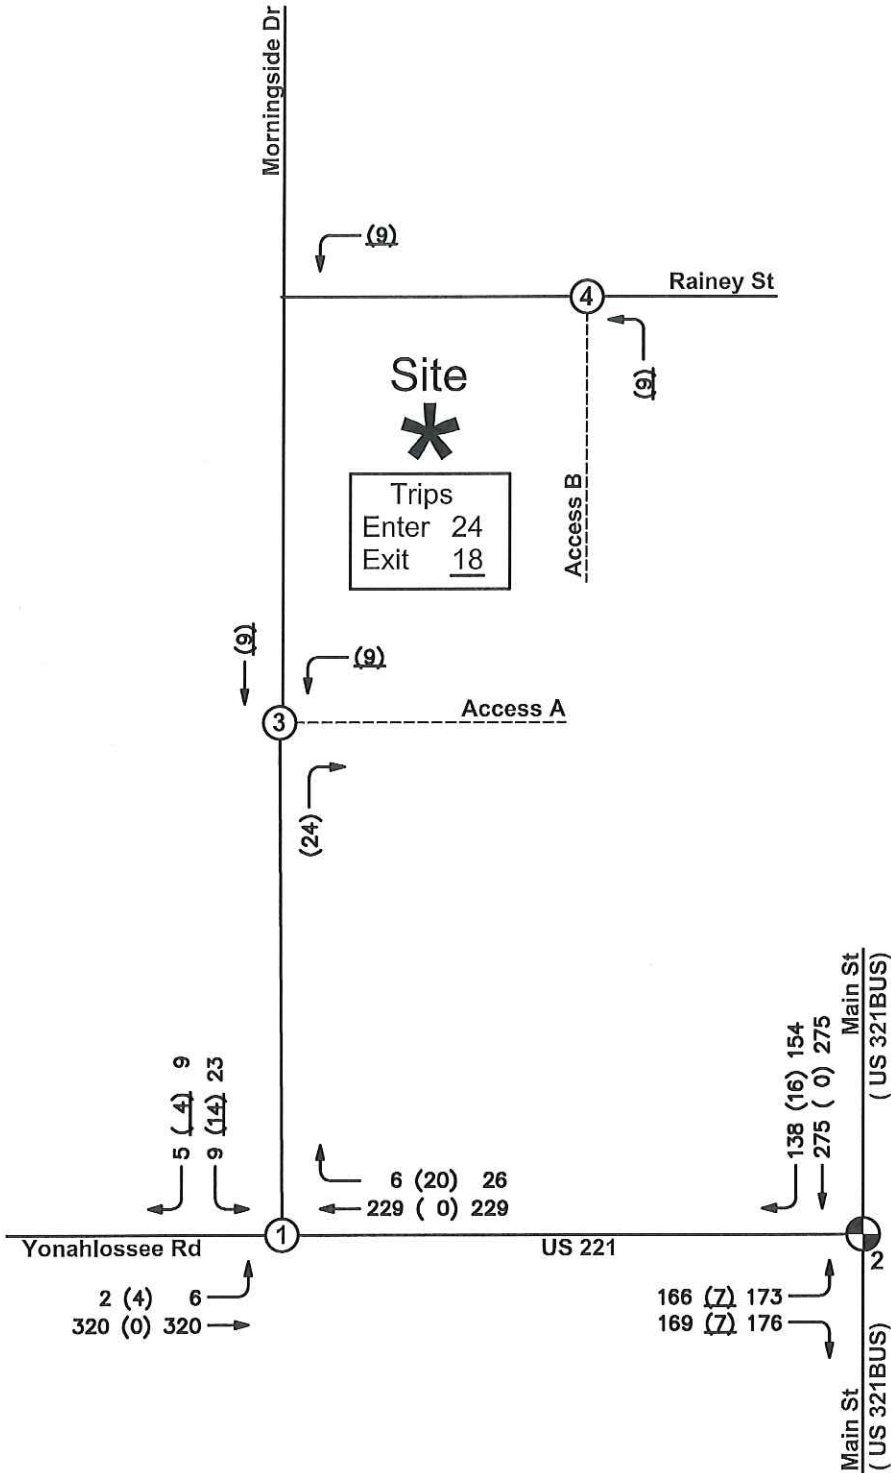 Morningside Dr
(9)
Rainey St
4
(9)
Site
*
Trips
Enter 24
Exit 18
Access B
(9)
(9)
3
Access A
(24)
5 ( 4) 9
9 (14) 23
6 (20) 26
229 ( 0) 229
1
Yonahlossee Rd
US 221
2 (4) 6
320 (0) 320
138 (16) 154
275 ( 0) 275
Main St
( US 321BUS)
2
166 (7) 173
169 (7) 176
Main St
( US 321BUS)